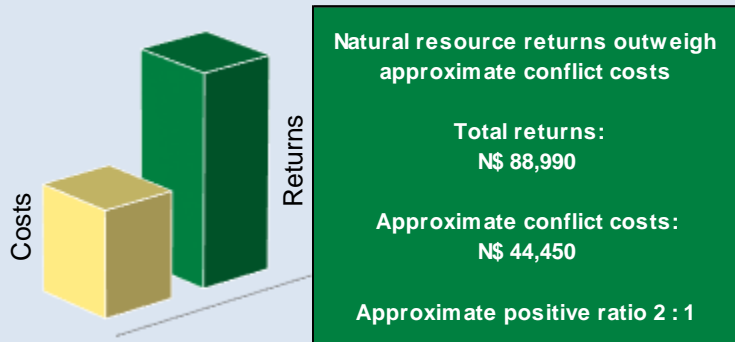 Costs
Returns
Natural resource returns outweigh
approximate conflict costs
Total returns:
N$ 88,990
Approximate conflict costs:
N$ 44,450
Approximate positive ratio 2 : 1